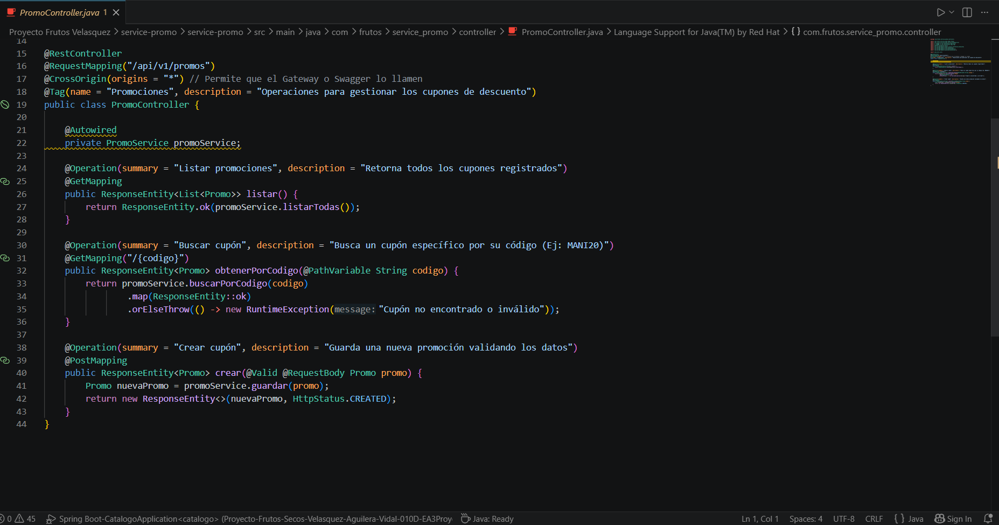 PromoController.java 1
Proyecto Frutos Velasquez > service-promo > service-promo > src > main > java > com > frutos > service_promo > controller > PromoController.java > Language Support for Java(TM) by Red Hat > {} com.frutos.service_promo.controller
14
15 @RestController
16 @RequestMapping("/api/v1/promos")
17 @CrossOrigin(origins = "*") // Permite que el Gateway o Swagger lo llamen
18 @Tag(name = "Promociones", description = "Operaciones para gestionar los cupones de descuento")
19 public class PromoController {
20
21     @Autowired
22     private PromoService promoService;
23
24     @Operation(summary = "Listar promociones", description = "Retorna todos los cupones registrados")
25     @GetMapping
26     public ResponseEntity<List<Promo>> listar() {
27         return ResponseEntity.ok(promoService.listarTodas());
28     }
29
30     @Operation(summary = "Buscar cupón", description = "Busca un cupón específico por su código (Ej: MANI20)")
31     @GetMapping("/{codigo}")
32     public ResponseEntity<Promo> obtenerPorCodigo(@PathVariable String codigo) {
33         return promoService.buscarPorCodigo(codigo)
34                 .map(ResponseEntity::ok)
35                 .orElseThrow(() -> new RuntimeException(message: "Cupón no encontrado o inválido"));
36     }
37
38     @Operation(summary = "Crear cupón", description = "Guarda una nueva promoción validando los datos")
39     @PostMapping
40     public ResponseEntity<Promo> crear(@Valid @RequestBody Promo promo) {
41         Promo nuevaPromo = promoService.guardar(promo);
42         return new ResponseEntity<>(nuevaPromo, HttpStatus.CREATED);
43     }
44 }
0 45 Spring Boot-CatalogoApplication<catalogo> (Proyecto-Frutos-Secos-Velasquez-Aguilera-Vidal-010D-EA3Proy Java: Ready Ln 1, Col 1 Spaces: 4 UTF-8 CRLF {} Java Sign In